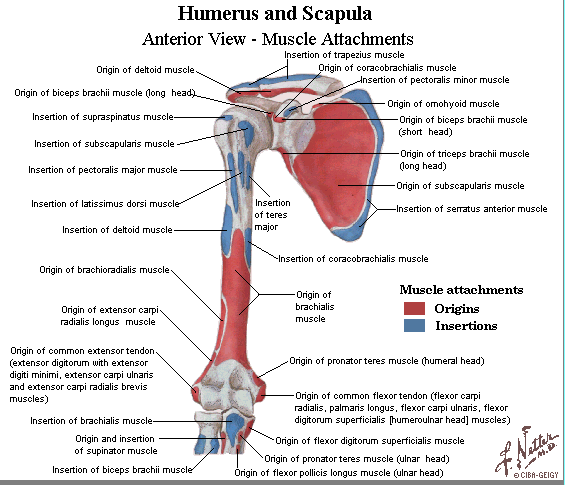 Humerus and Scapula
Anterior View - Muscle Attachments
Insertion of trapezius muscle
Origin of deltoid muscle
Origin of coracobrachialis muscle
Insertion of pectoralis minor muscle
Origin of biceps brachii muscle (long head)
Origin of omohyoid muscle
Insertion of supraspinatus muscle
Origin of biceps brachii muscle
(short head)
Insertion of subscapularis muscle
Origin of triceps brachii muscle
(long head)
Insertion of pectoralis major muscle
Origin of subscapularis muscle
Insertion of latissimus dorsi muscle
Insertion
of teres
major
Insertion of serratus anterior muscle
Insertion of deltoid muscle
Insertion of coracobrachialis muscle
Origin of brachioradialis muscle
Origin of
brachialis
muscle
Muscle attachments
Origins
Insertions
Origin of extensor carpi
radialis longus muscle
Origin of common extensor tendon
(extensor digitorum with extensor
digiti minimi, extensor carpi ulnaris
and extensor carpi radialis brevis
muscles)
Origin of pronator teres muscle (humeral head)
Origin of common flexor tendon (flexor carpi
radialis, palmaris longus, flexor carpi ulnaris, flexor
digitorum superficialis [humeroulnar head] muscles)
Insertion of brachialis muscle
Origin and insertion
of supinator muscle
Insertion of biceps brachii muscle
Origin of flexor digitorum superficialis muscle
Origin of pronator teres muscle (ulnar head)
Origin of flexor pollicis longus muscle (ulnar head)
F. Netter
M.D.
© CIBA-GEIGY